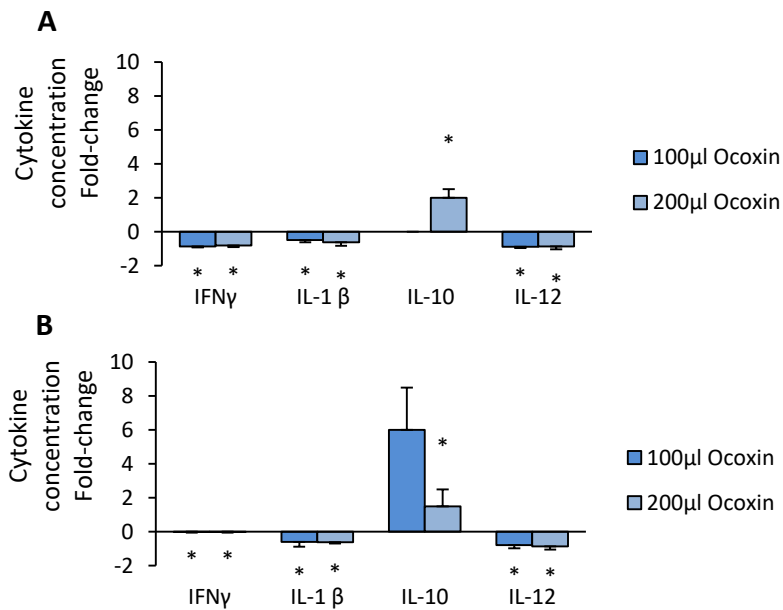 A
Cytokine
concentration
Fold-change
10
8
6
4
2
0
-2
*
* * * * * *
IFNγ IL-1 β IL-10 IL-12
100µl Ocoxin
200µl Ocoxin
B
Cytokine
concentration
Fold-change
10
8
6
4
2
0
-2
*
* * * * * *
IFNγ IL-1 β IL-10 IL-12
100µl Ocoxin
200µl Ocoxin